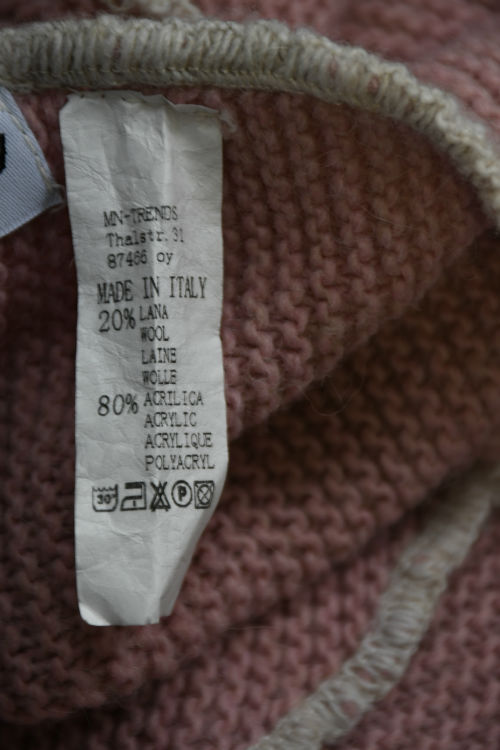 MN-TRENDS
Thalstr. 31
87466 oy
MADE IN ITALY
20% LANA
WOOL
LAINE
WOLLE
80% ACRILICA
ACRYLIC
ACRYLIQUE
POLYACRYL
30°
P